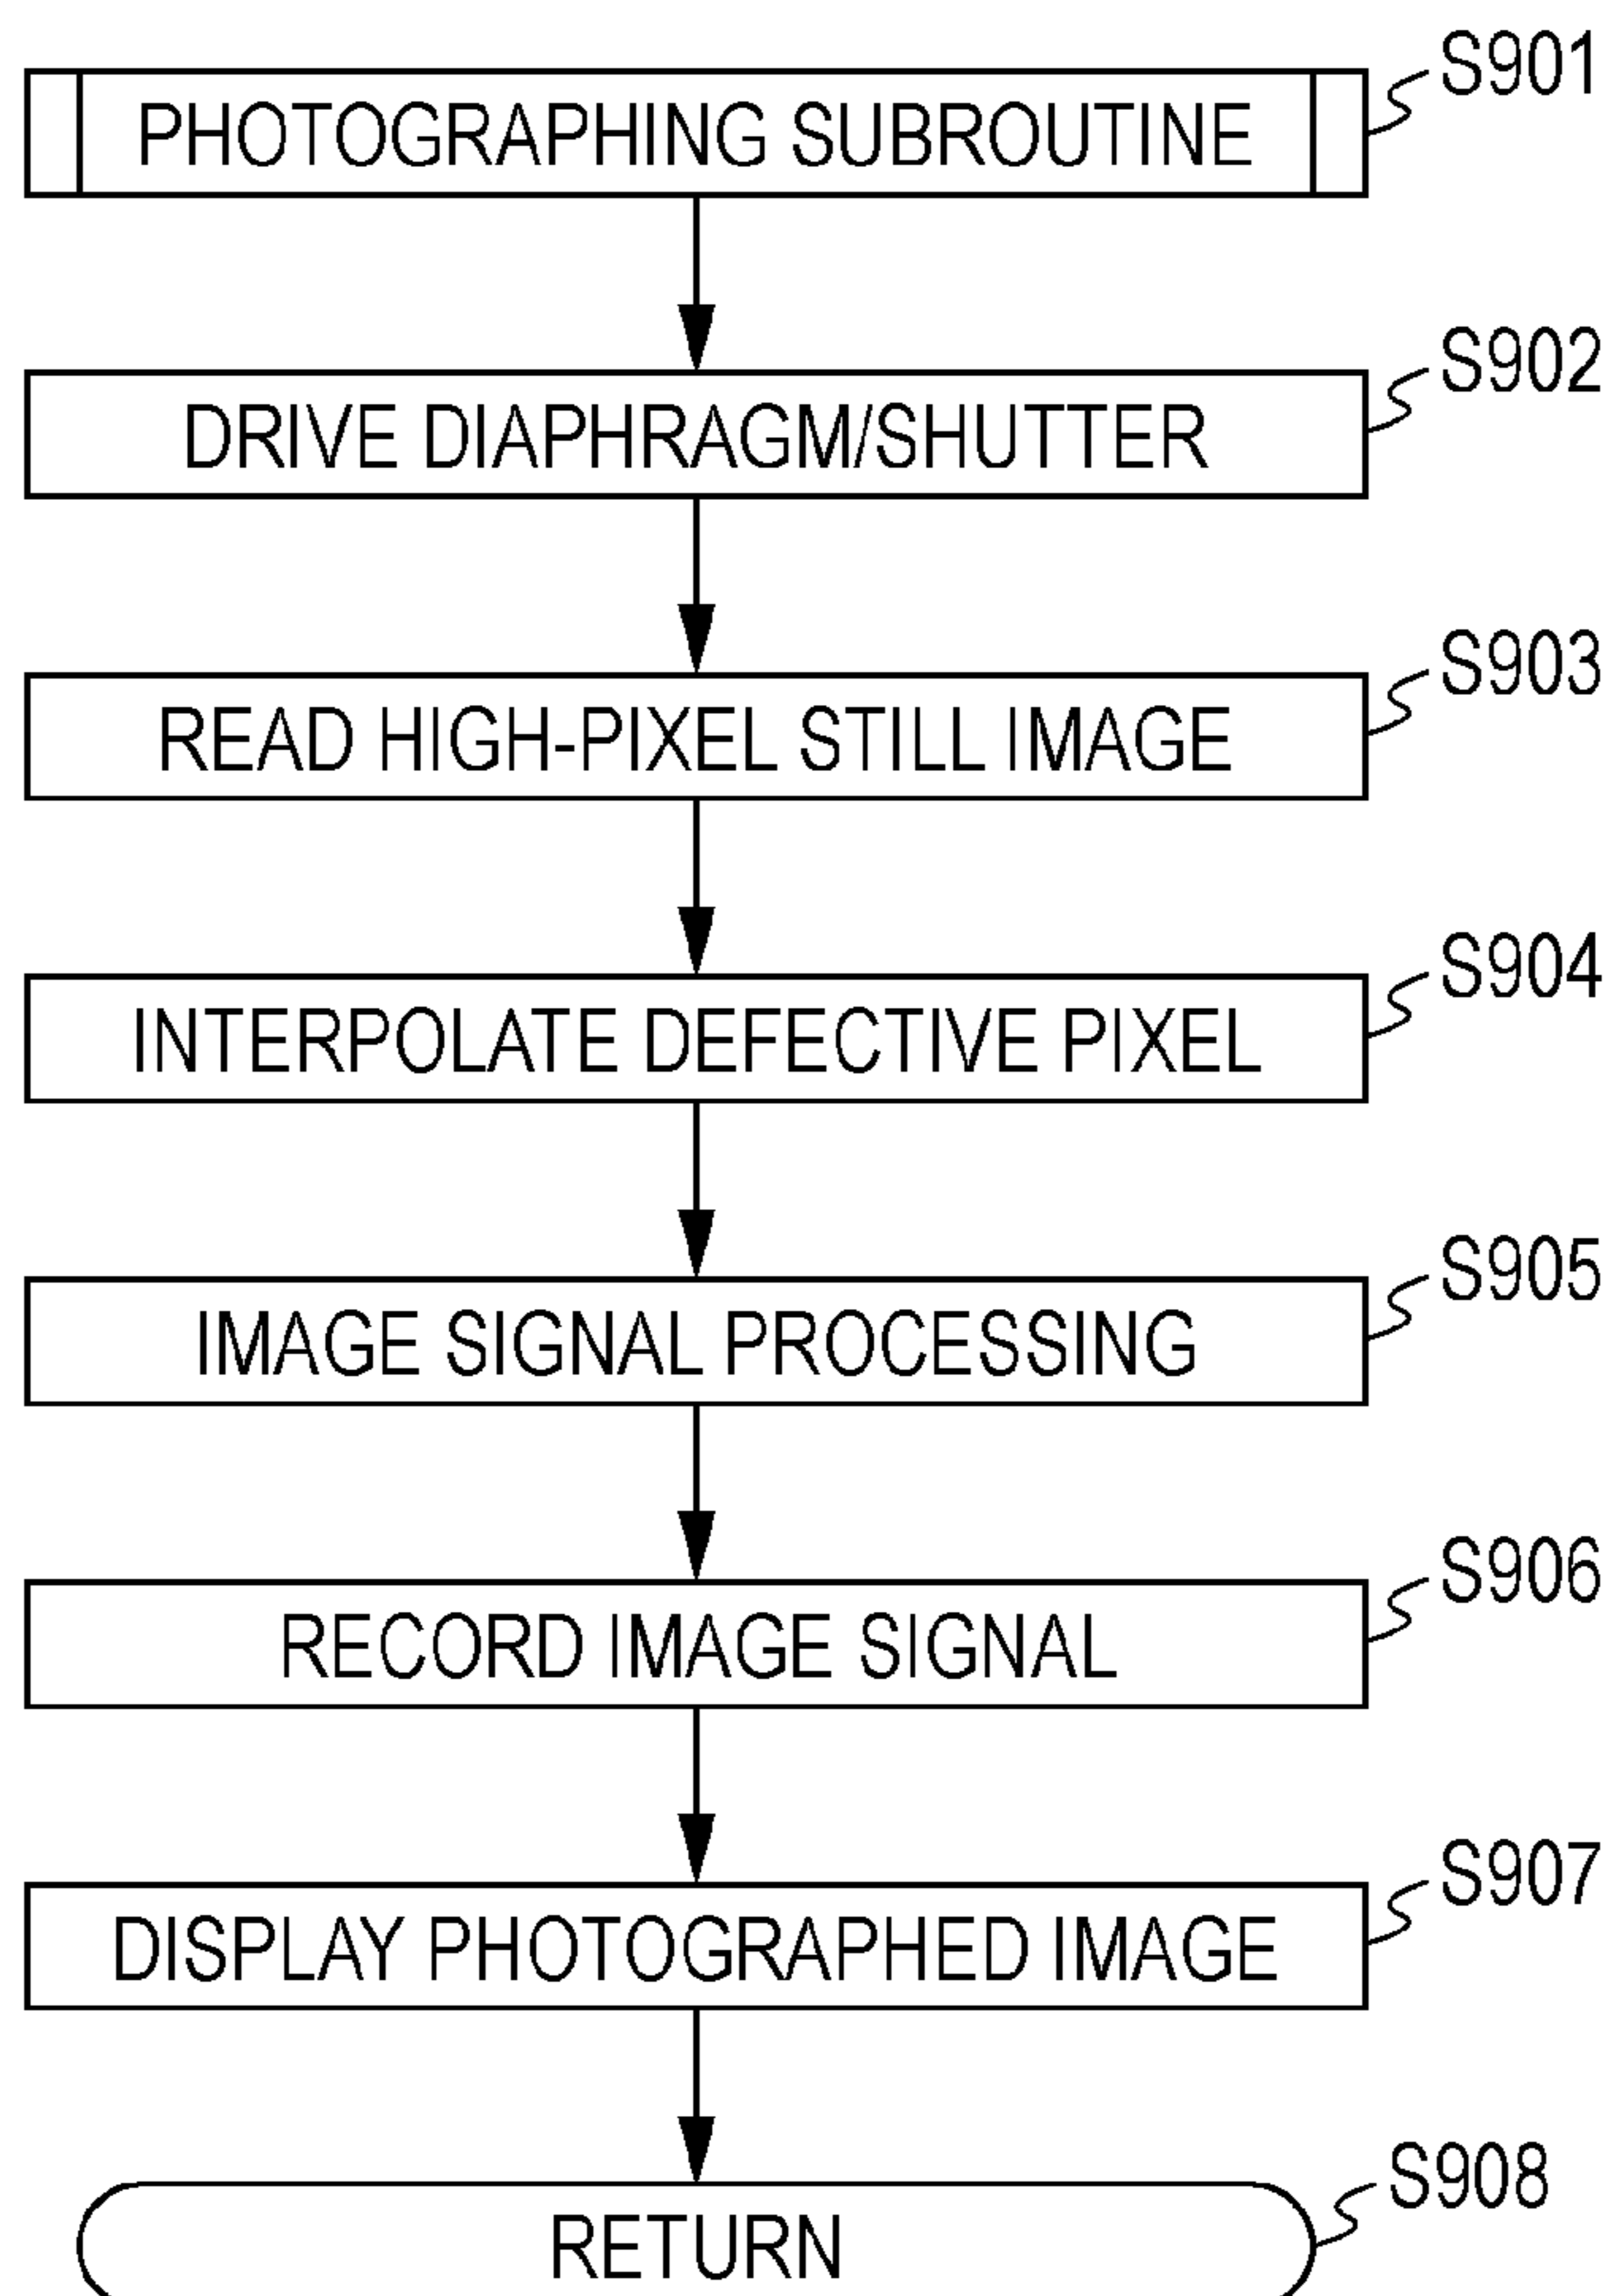 S901
PHOTOGRAPHING SUBROUTINE
S902
DRIVE DIAPHRAGM/SHUTTER
S903
READ HIGH-PIXEL STILL IMAGE
S904
INTERPOLATE DEFECTIVE PIXEL
S905
IMAGE SIGNAL PROCESSING
S906
RECORD IMAGE SIGNAL
S907
DISPLAY PHOTOGRAPHED IMAGE
S908
RETURN